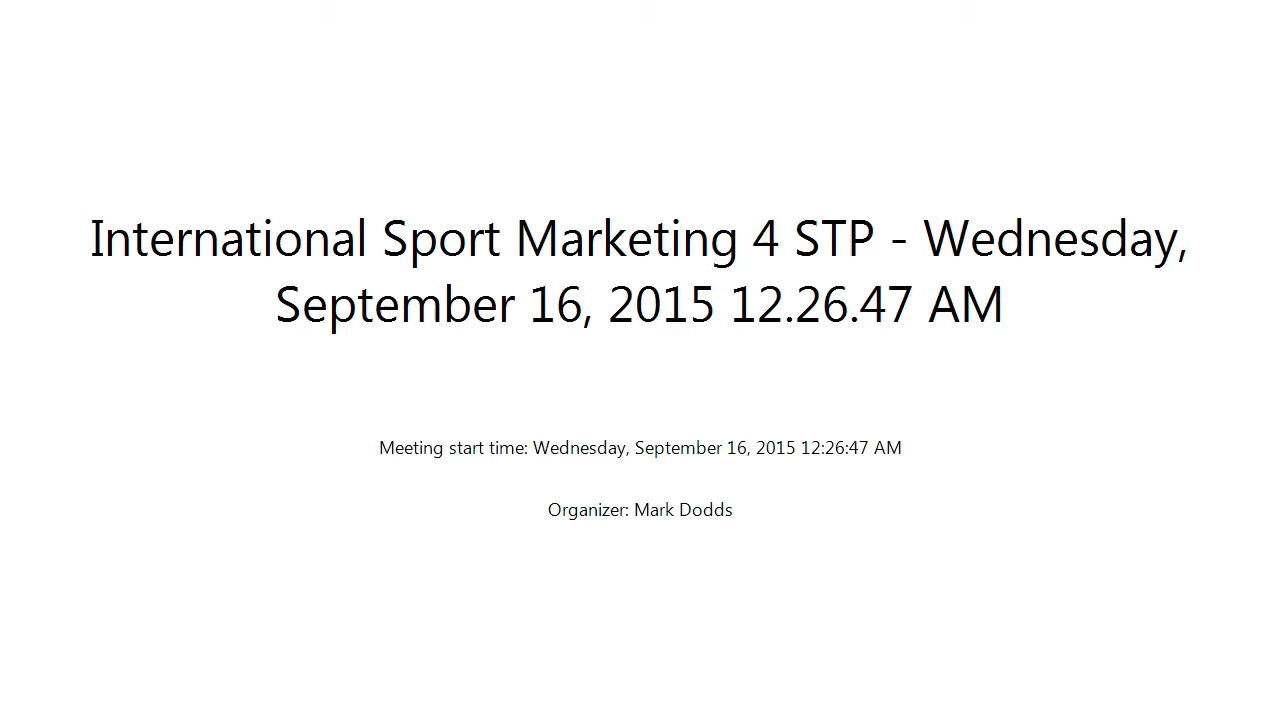 International Sport Marketing 4 STP - Wednesday,
September 16, 2015 12.26.47 AM
Meeting start time: Wednesday, September 16, 2015 12:26:47 AM
Organizer: Mark Dodds